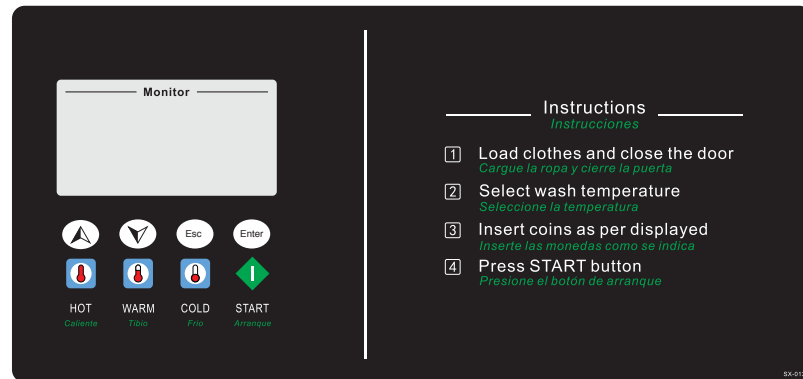 Monitor
Esc Enter
HOT WARM COLD START
Caliente Tibio Frio Arranque
Instructions
Instrucciones
1 Load clothes and close the door
Cargue la ropa y cierre la puerta
2 Select wash temperature
Seleccione la temperatura
3 Insert coins as per displayed
Inserte las monedas como se indica
4 Press START button
Presione el botón de arranque